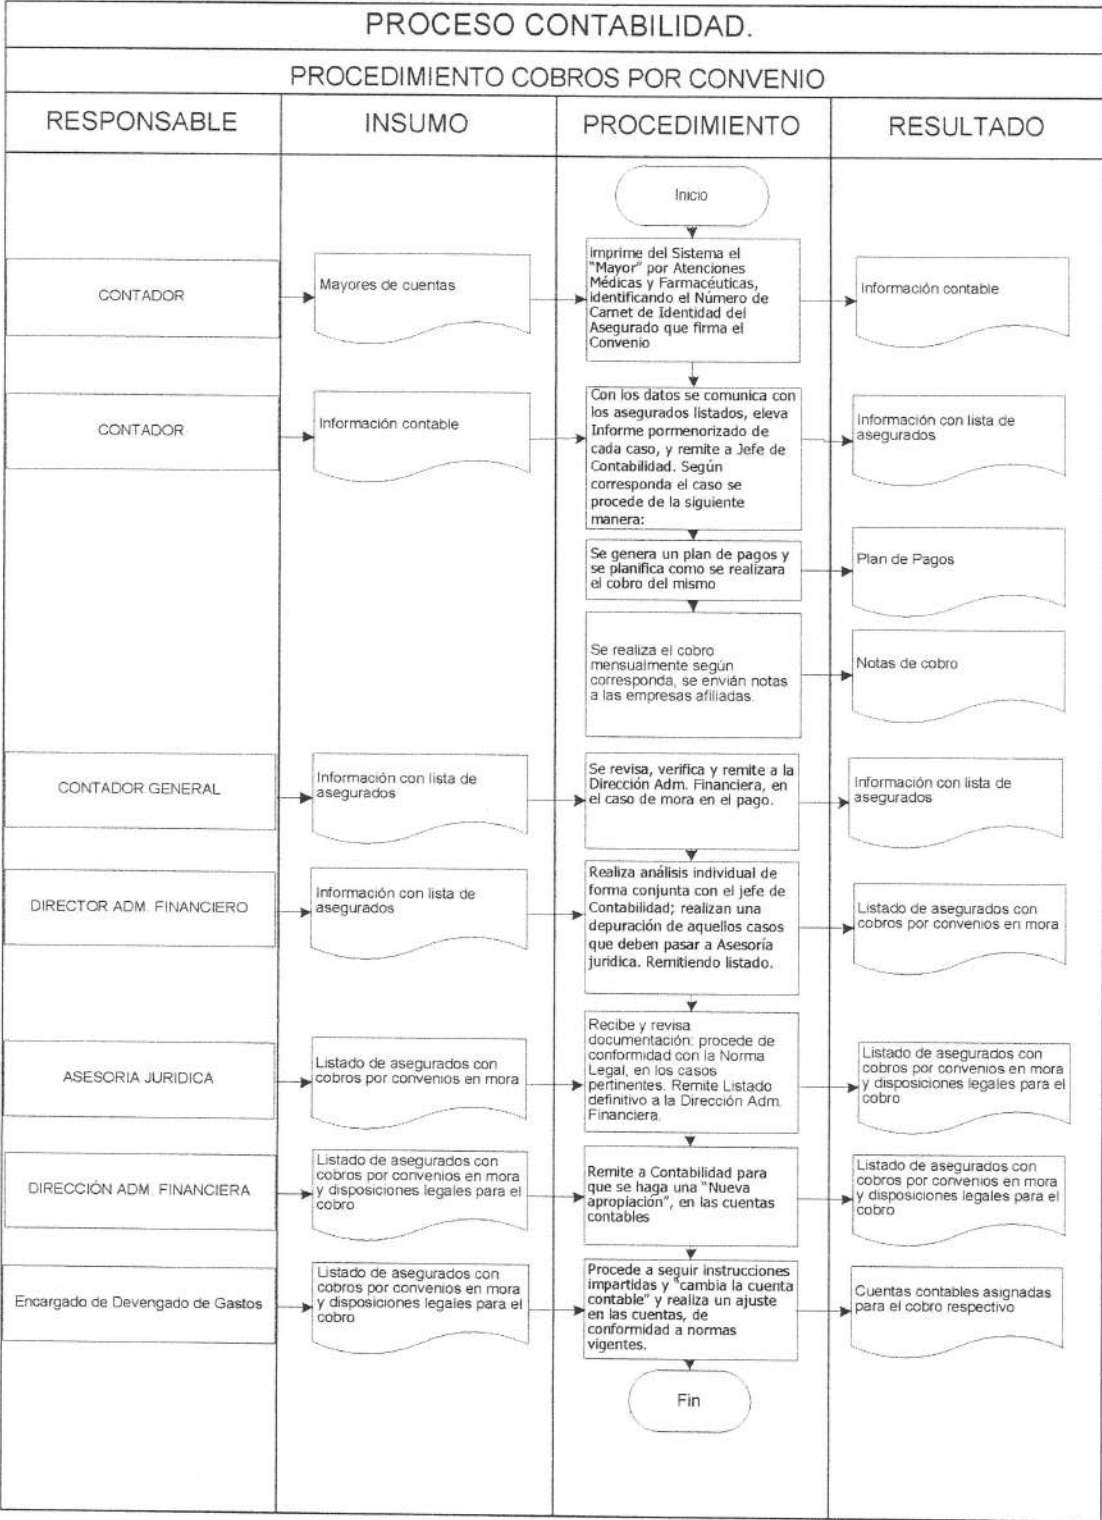 PROCESO CONTABILIDAD.
PROCEDIMIENTO COBROS POR CONVENIO
RESPONSABLE
INSUMO
PROCEDIMIENTO
RESULTADO
Inicio
CONTADOR
Mayores de cuentas
Imprime del Sistema el
"Mayor" por Atenciones
Médicas y Farmacéuticas,
identificando el Número de
Carnet de Identidad del
Asegurado que firma el
Convenio
Información contable
CONTADOR
Información contable
Con los datos se comunica con
los asegurados listados, eleva
Informe pormenorizado de
cada caso, y remite a Jefe de
Contabilidad. Según
corresponda el caso se
procede de la siguiente
manera:
Información con lista de
asegurados
Se genera un plan de pagos y
se planifica como se realizara
el cobro del mismo
Plan de Pagos
Se realiza el cobro
mensualmente según
corresponda, se envián notas
a las empresas afiliadas.
Notas de cobro
CONTADOR GENERAL
Información con lista de
asegurados
Se revisa, verifica y remite a la
Dirección Adm. Financiera, en
el caso de mora en el pago.
Información con lista de
asegurados
DIRECTOR ADM. FINANCIERO
Información con lista de
asegurados
Realiza análisis individual de
forma conjunta con el jefe de
Contabilidad; realizan una
depuración de aquellos casos
que deben pasar a Asesoría
jurídica. Remitiendo listado.
Listado de asegurados con
cobros por convenios en mora
ASESORIA JURIDICA
Listado de asegurados con
cobros por convenios en mora
Recibe y revisa
documentación: procede de
conformidad con la Norma
Legal, en los casos
pertinentes. Remite Listado
definitivo a la Dirección Adm.
Financiera.
Listado de asegurados con
cobros por convenios en mora
y disposiciones legales para el
cobro
DIRECCIÓN ADM. FINANCIERA
Listado de asegurados con
cobros por convenios en mora
y disposiciones legales para el
cobro
Remite a Contabilidad para
que se haga una "Nueva
apropiación", en las cuentas
contables
Listado de asegurados con
cobros por convenios en mora
y disposiciones legales para el
cobro
Encargado de Devengado de Gastos
Listado de asegurados con
cobros por convenios en mora
y disposiciones legales para el
cobro
Procede a seguir instrucciones
impartidas y "cambia la cuenta
contable" y realiza un ajuste
en las cuentas, de
conformidad a normas
vigentes.
Cuentas contables asignadas
para el cobro respectivo
Fin